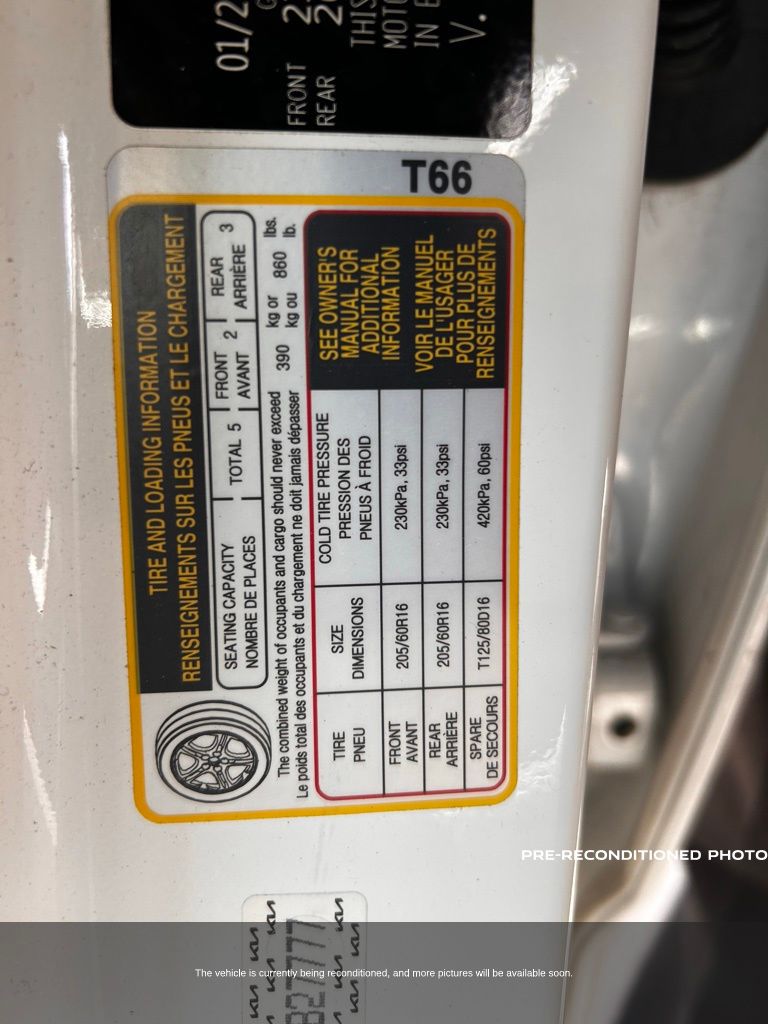 01/2
FRONT
REAR
THIS
MOTO
IN E
V.
T66
TIRE AND LOADING INFORMATION
RENSEIGNEMENTS SUR LES PNEUS ET LE CHARGEMENT
SEATING CAPACITY
NOMBRE DE PLACES
TOTAL 5
FRONT
AVANT 2
REAR
ARRIÈRE 3
The combined weight of occupants and cargo should never exceed 390 kg or 860 lbs.
Le poids total des occupants et du chargement ne doit jamais dépasser kg ou lb.
TIRE
PNEU
SIZE
DIMENSIONS
COLD TIRE PRESSURE
PRESSION DES
PNEUS À FROID
FRONT
AVANT
205/60R16
230kPa, 33psi
REAR
ARRIÈRE
205/60R16
230kPa, 33psi
SPARE
DE SECOURS
T125/80D16
420kPa, 60psi
SEE OWNER'S
MANUAL FOR
ADDITIONAL
INFORMATION
VOIR LE MANUEL
DE L'USAGER
POUR PLUS DE
RENSEIGNEMENTS
PRE-RECONDITIONED PHOTO
The vehicle is currently being reconditioned, and more pictures will be available soon.